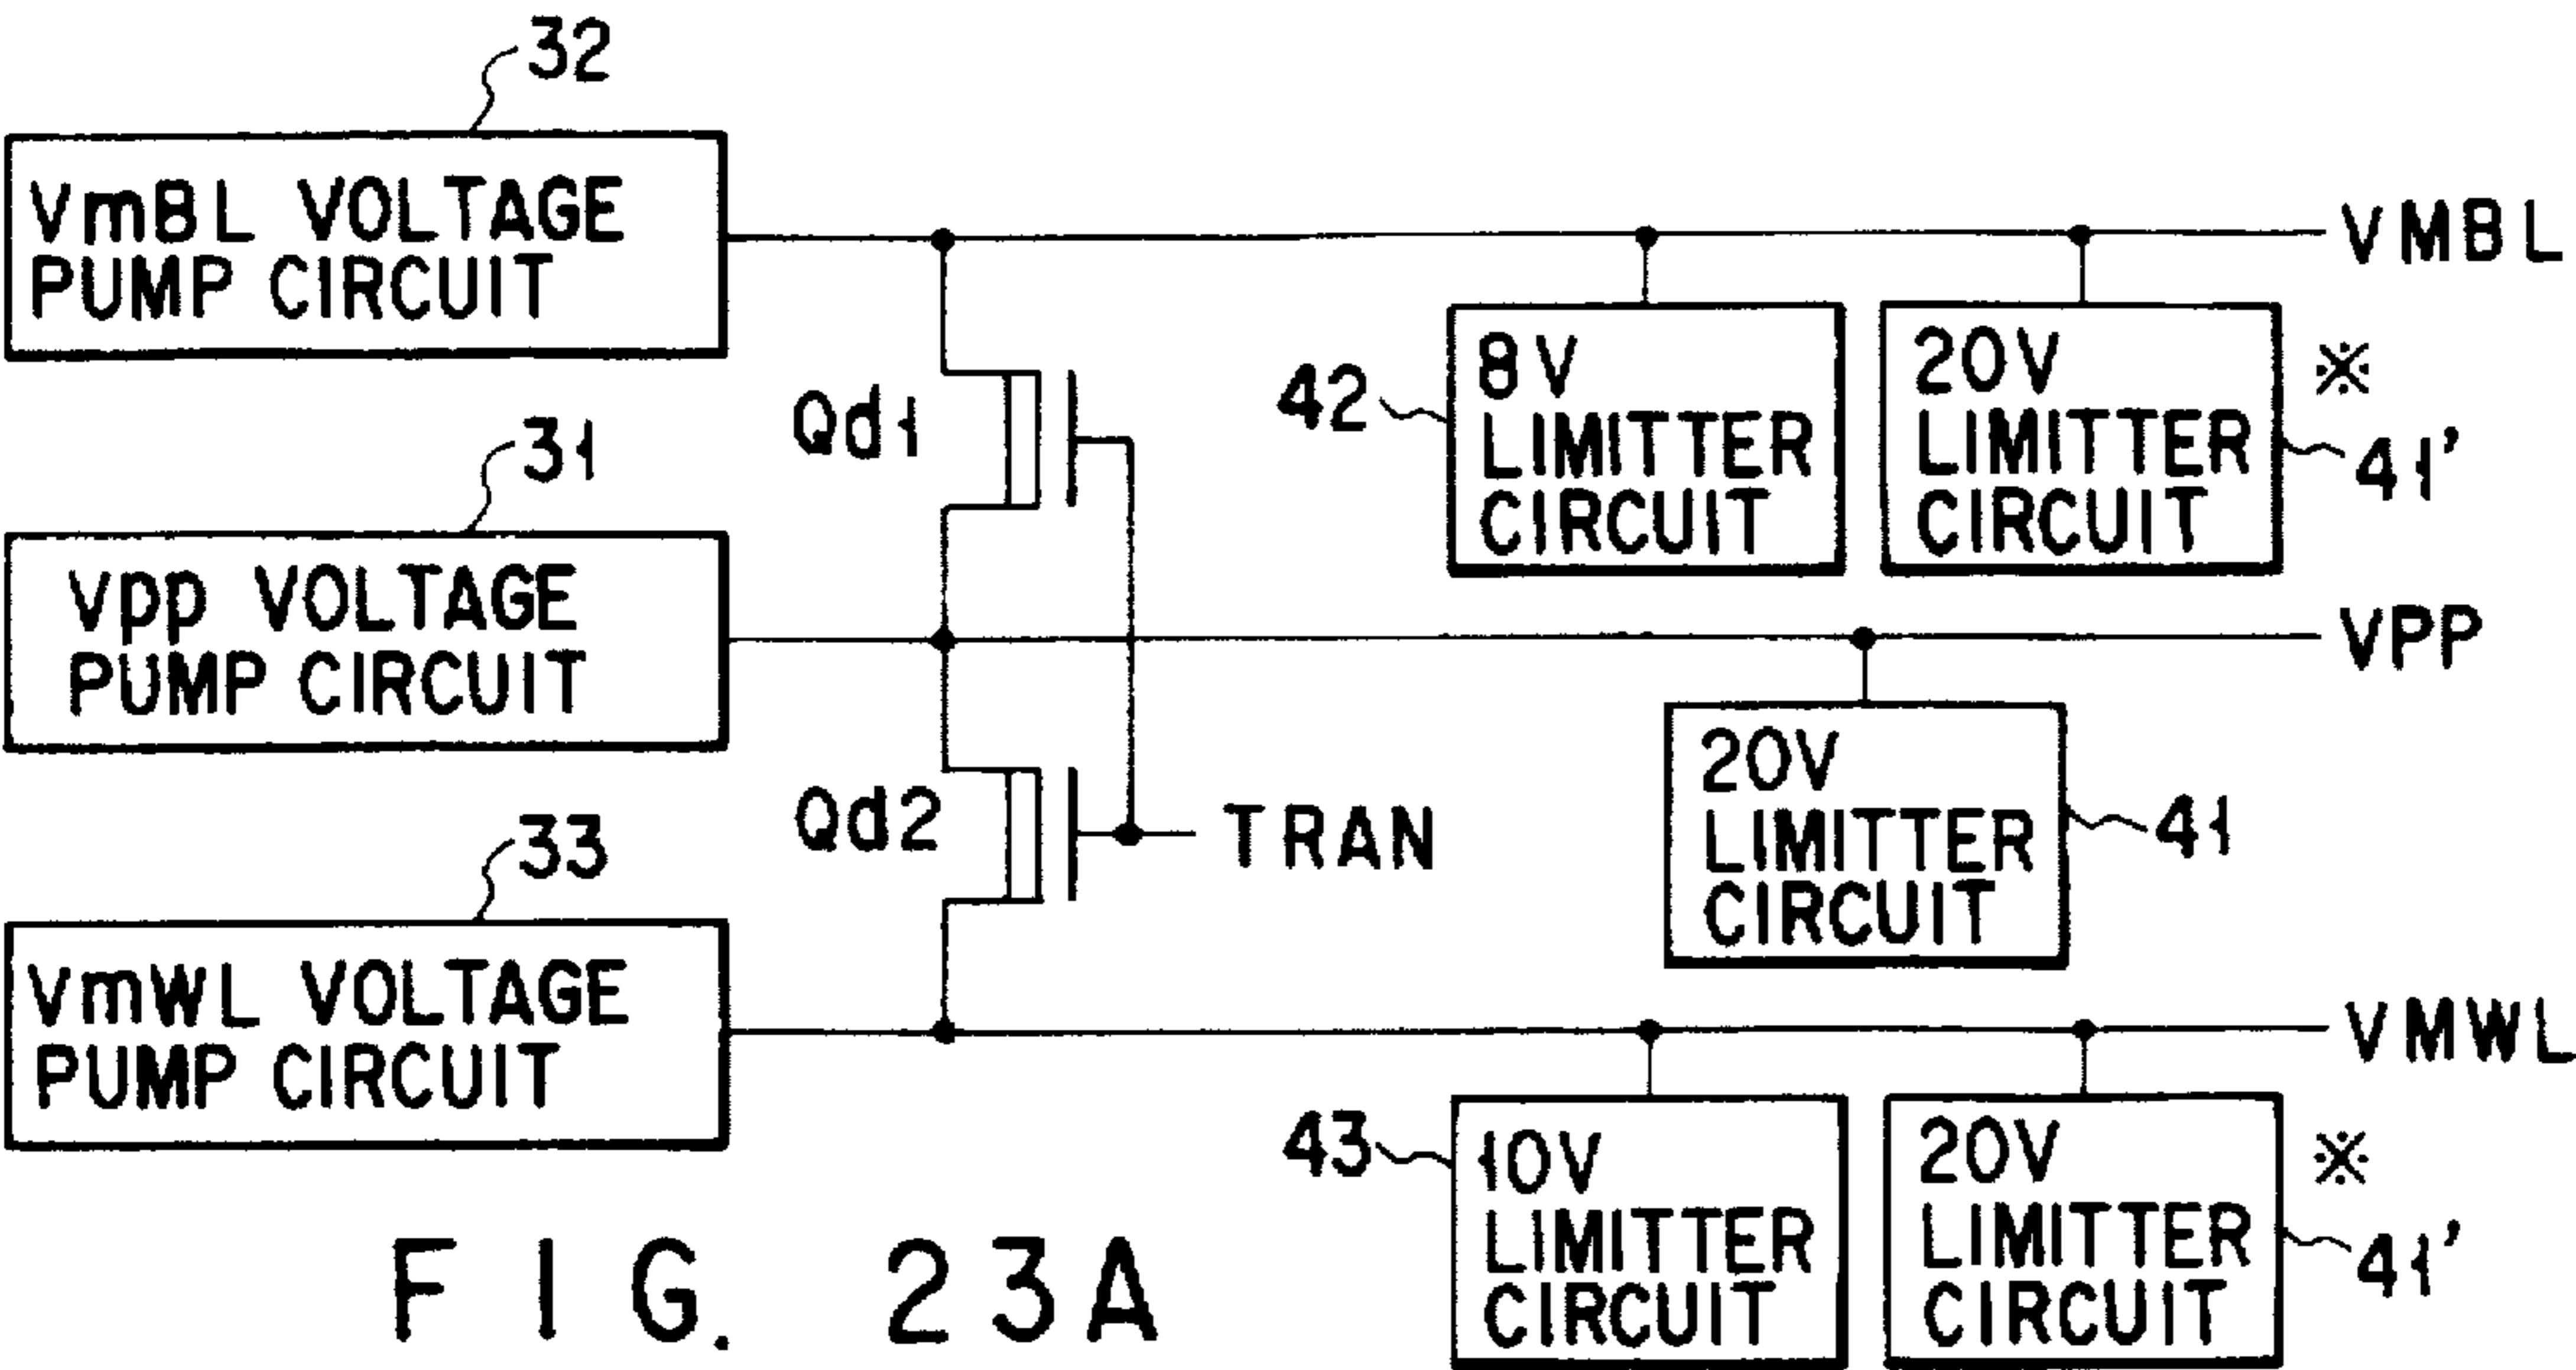 32
VmBL VOLTAGE
PUMP CIRCUIT
VMBL
Qd1
42
8V
LIMITTER
CIRCUIT
20V
LIMITTER
CIRCUIT
※
41'
31
Vpp VOLTAGE
PUMP CIRCUIT
VPP
20V
LIMITTER
CIRCUIT
41
Qd2
TRAN
33
VmWL VOLTAGE
PUMP CIRCUIT
VMWL
43
10V
LIMITTER
CIRCUIT
20V
LIMITTER
CIRCUIT
※
41'
FIG. 23A